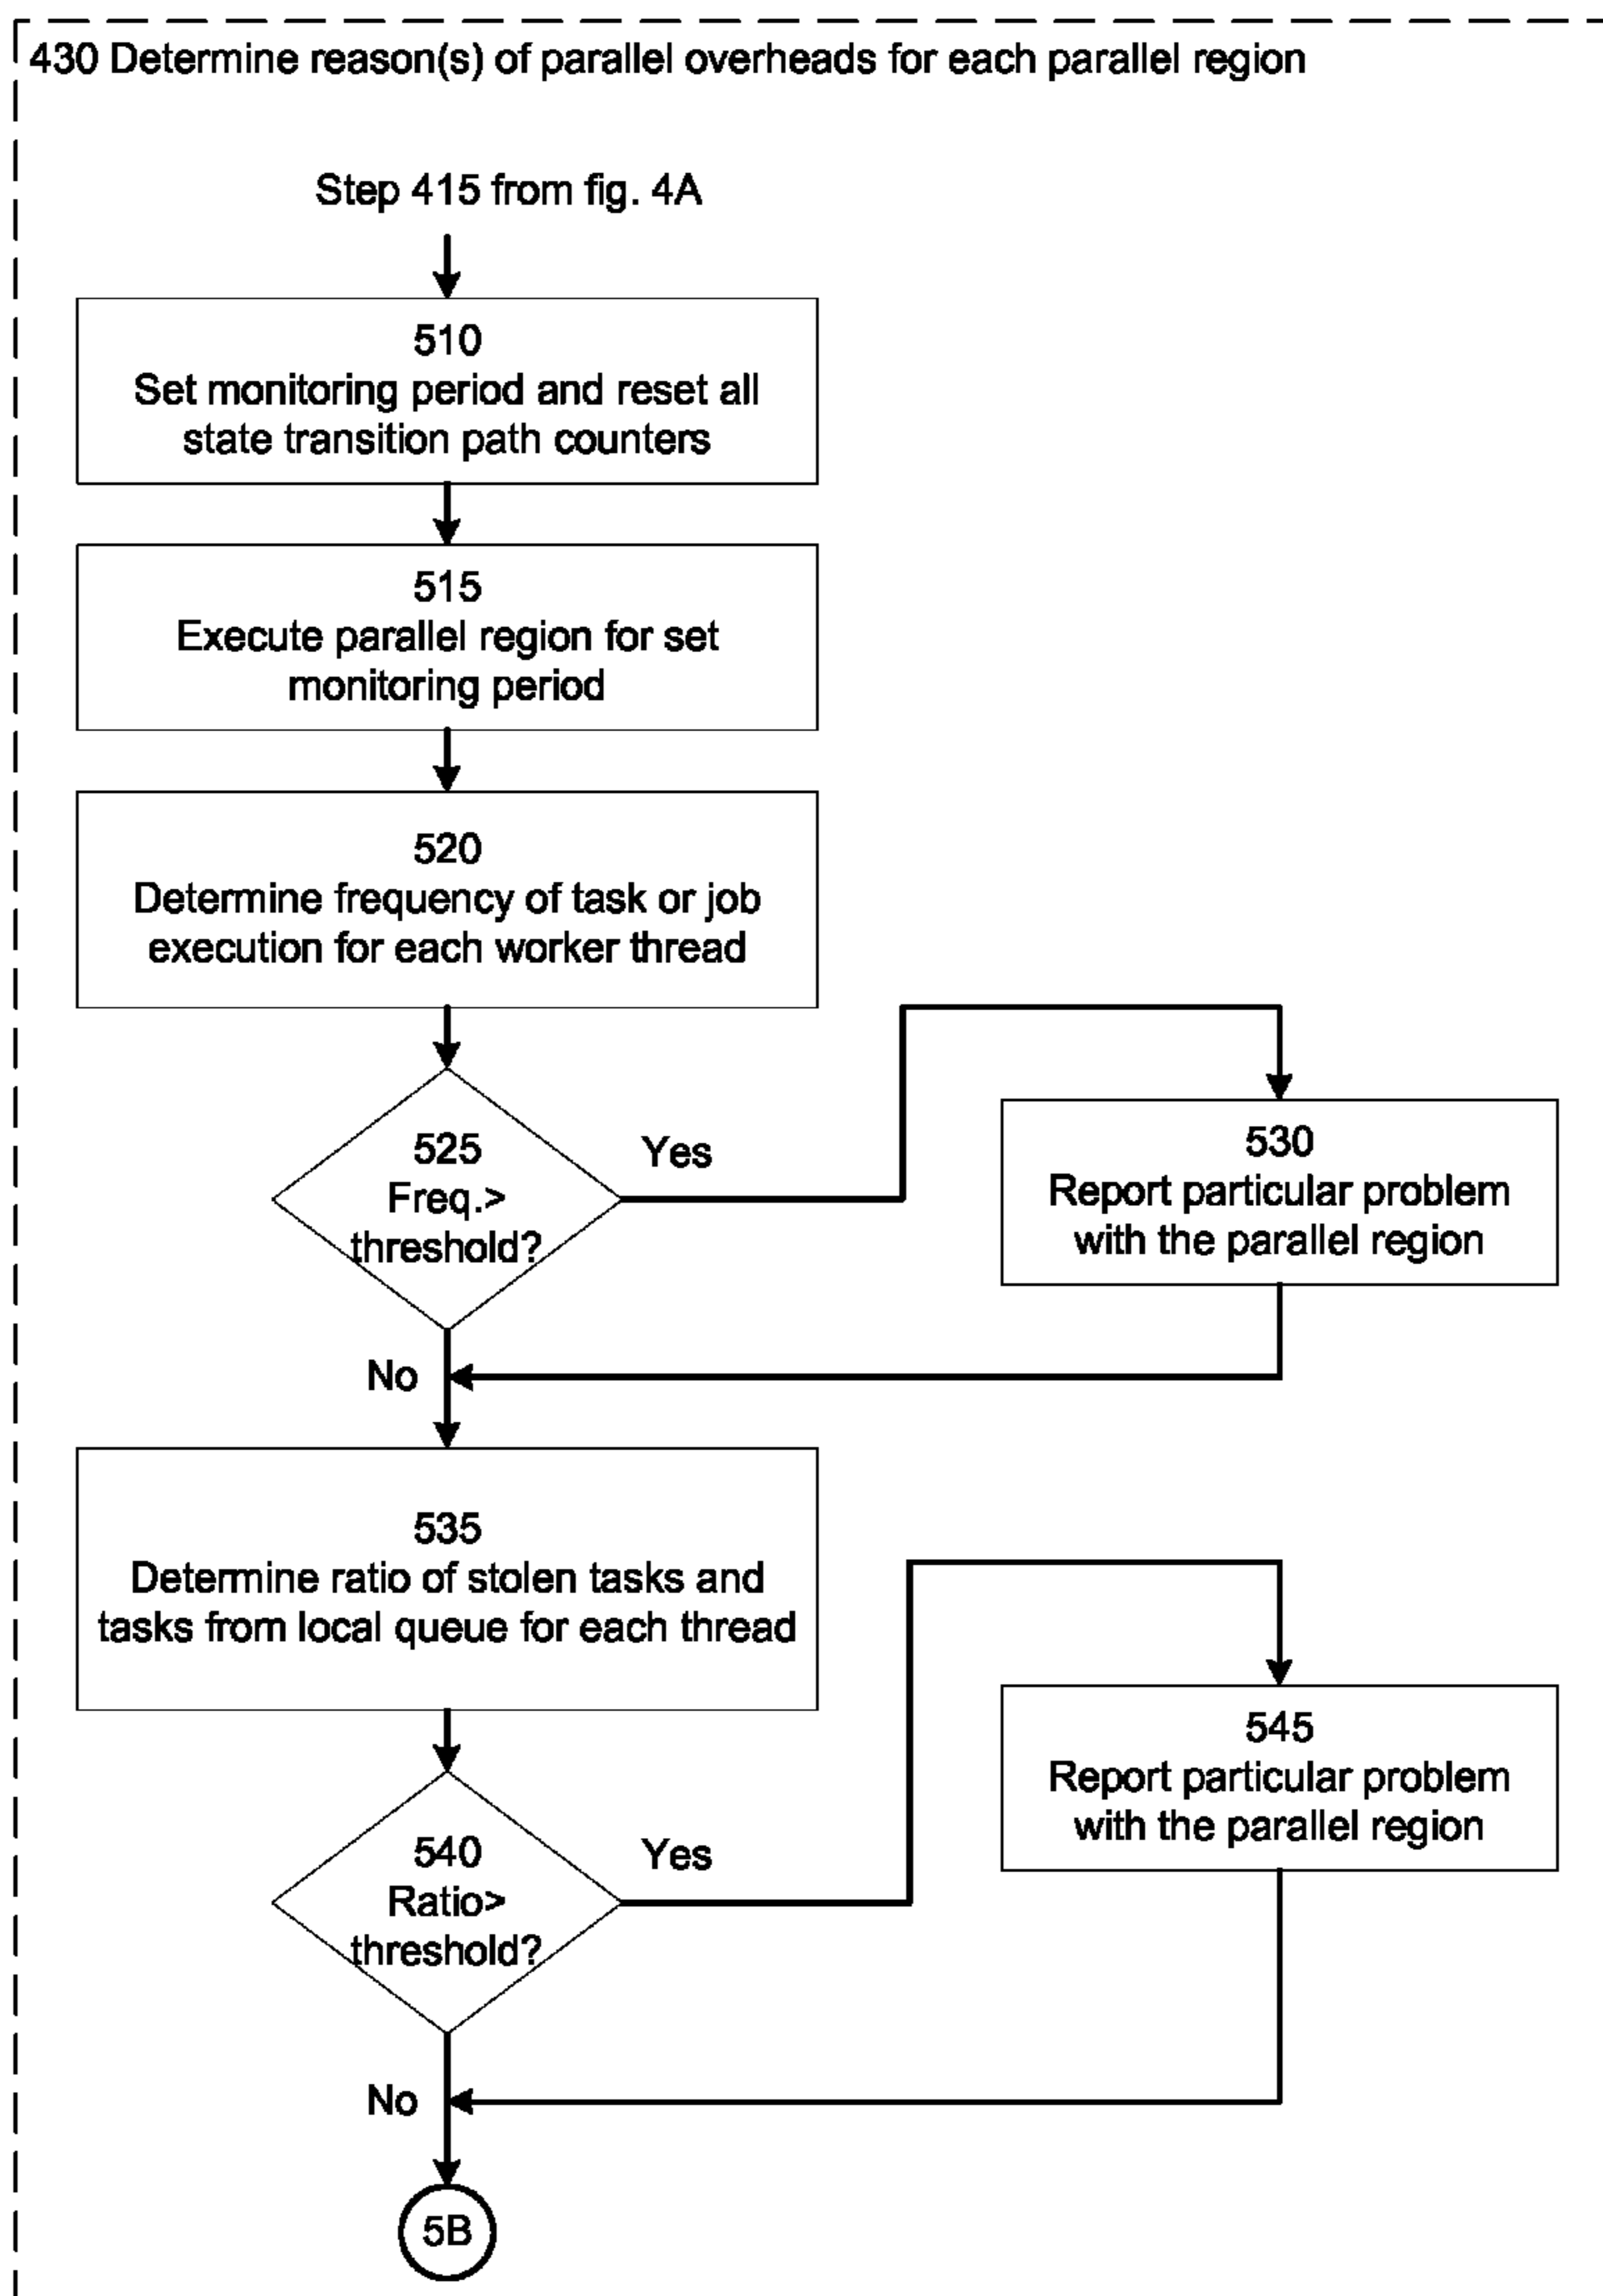 430 Determine reason(s) of parallel overheads for each parallel region
Step 415 from fig. 4A
510
Set monitoring period and reset all
state transition path counters
515
Execute parallel region for set
monitoring period
520
Determine frequency of task or job
execution for each worker thread
525
Freq.>
threshold?
Yes
530
Report particular problem
with the parallel region
No
535
Determine ratio of stolen tasks and
tasks from local queue for each thread
540
Ratio>
threshold?
Yes
545
Report particular problem
with the parallel region
No
5B